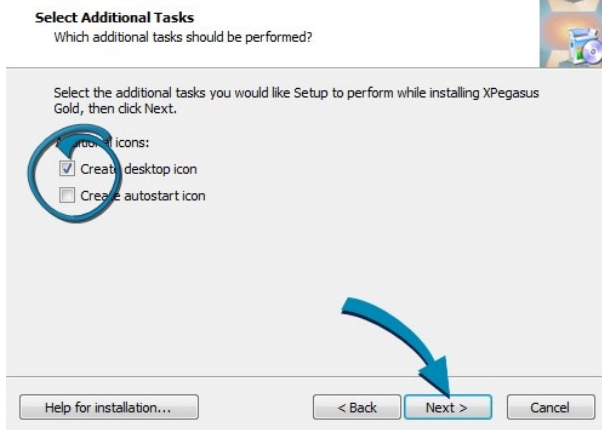 Select Additional Tasks
Which additional tasks should be performed?
Select the additional tasks you would like Setup to perform while installing XPegasus
Gold, then click Next.
Additional icons:
Create desktop icon
Create autostart icon
Help for installation...
< Back
Next >
Cancel